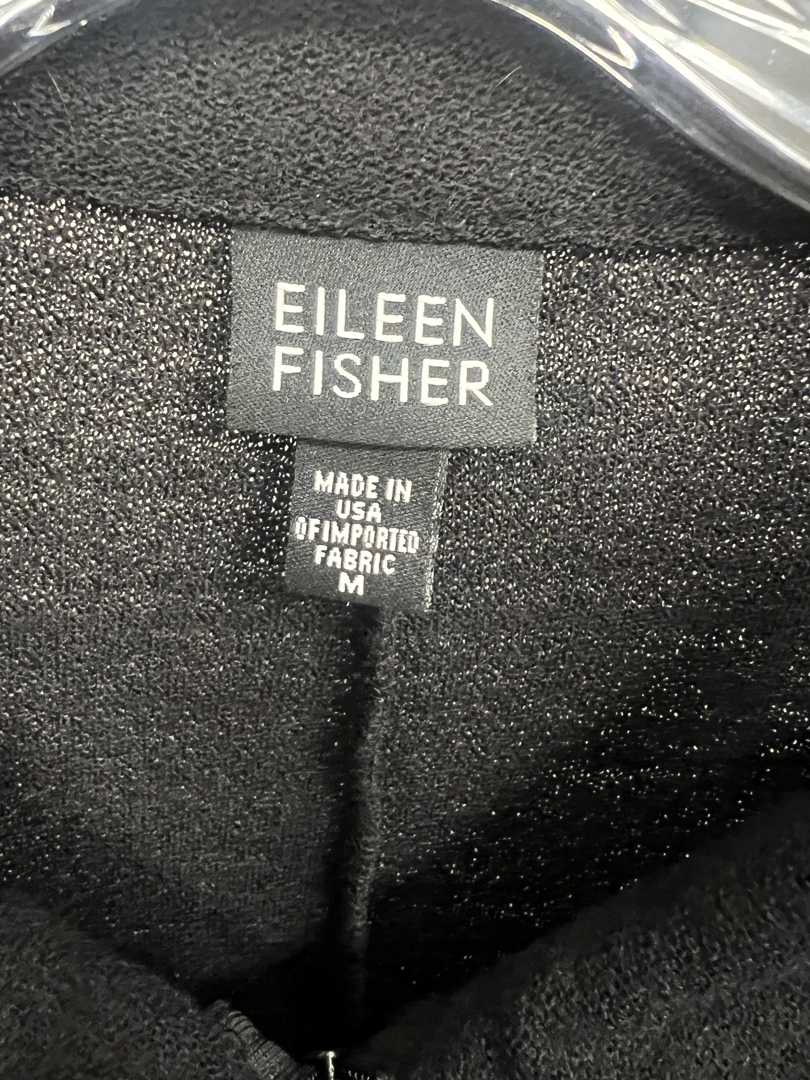 EILEEN
FISHER
MADE IN
USA
OF IMPORTED
FABRIC
M